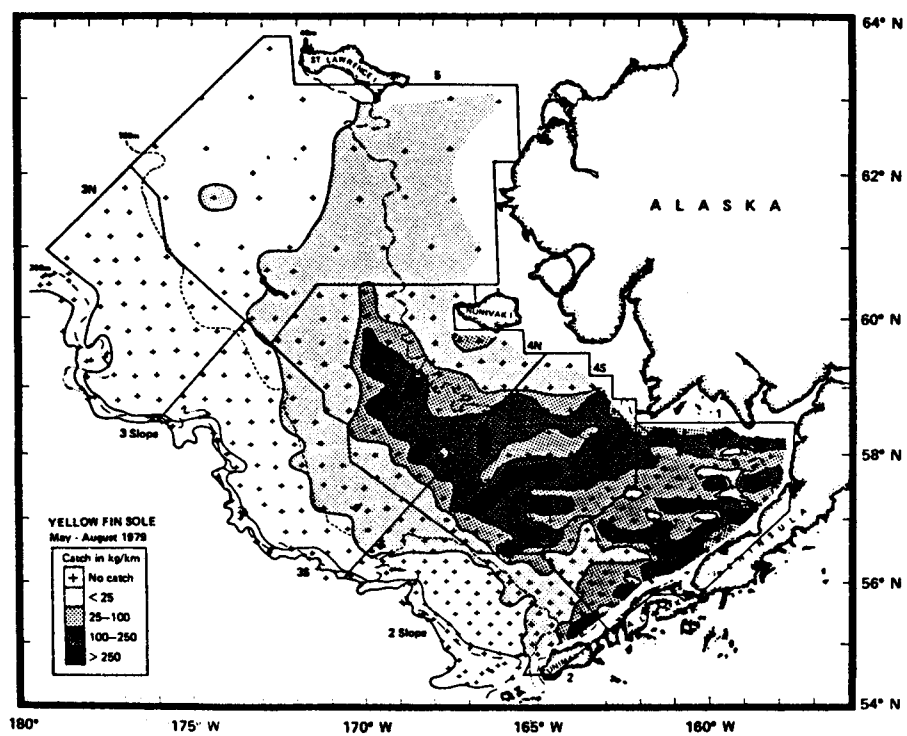 64° N
ST LAWRENCE I
5
3N
62° N
ALASKA
NUNIVAK I
60° N
4N
4S
1
3 Slope
58° N
YELLOW FIN SOLE
May - August 1979
Catch in kg/km
+ No catch
< 25
25–100
100–250
> 250
3S
56° N
2 Slope
UNIMAK
2
54° N
180°
175° W
170° W
165° W
160° W